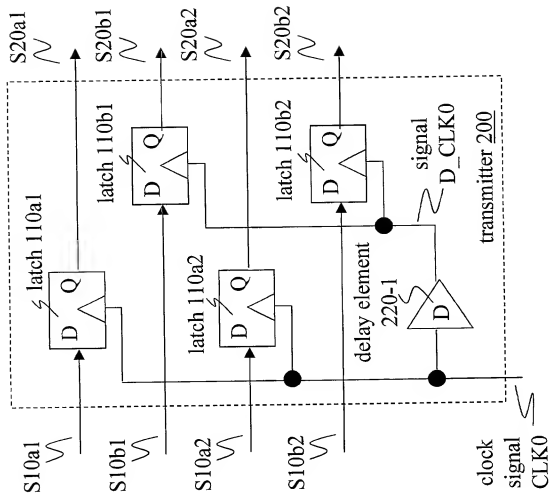 S20a1
S20b1
S20a2
S20b2
latch 110a1
D Q
latch 110b1
D Q
latch 110a2
D Q
latch 110b2
D Q
signal
D_CLK0
delay element
220-1
D
transmitter 200
S10a1
S10b1
S10a2
S10b2
clock
signal
CLK0